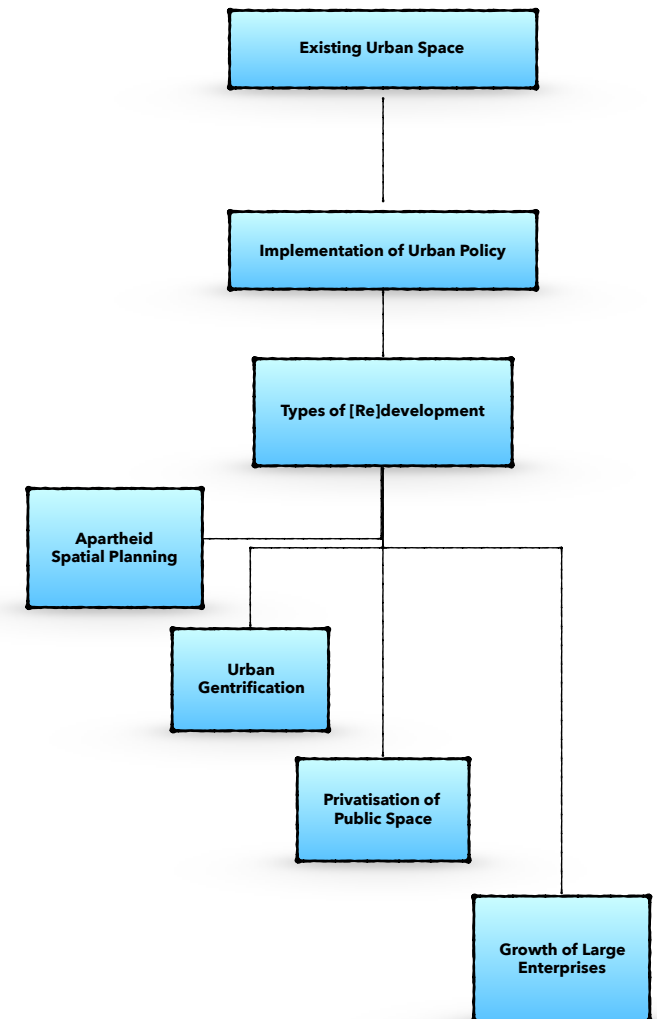 Existing Urban Space
Implementation of Urban Policy
Types of [Re]development
Apartheid
Spatial Planning
Urban
Gentrification
Privatisation of
Public Space
Growth of Large
Enterprises